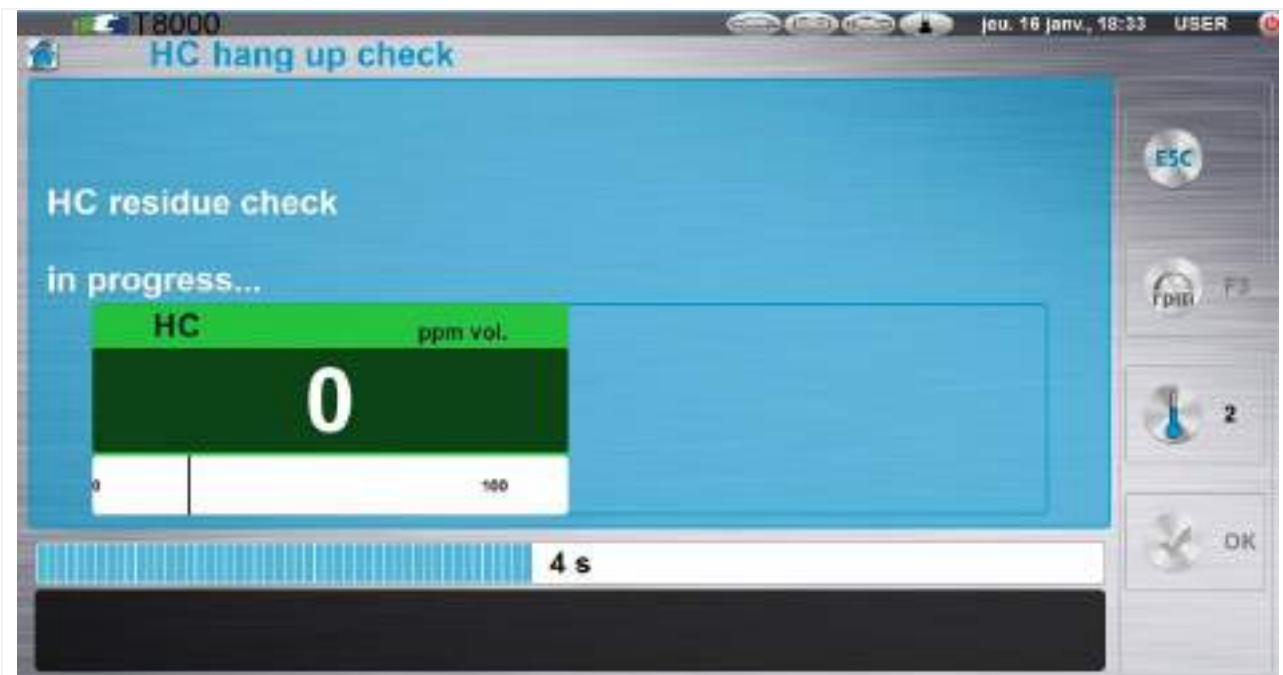 T8000
jeu. 16 janv., 18:33 USER
HC hang up check
ESC
HC residue check
in progress...
rpm F3
HC ppm vol.
0
2
0 100
OK
4 s